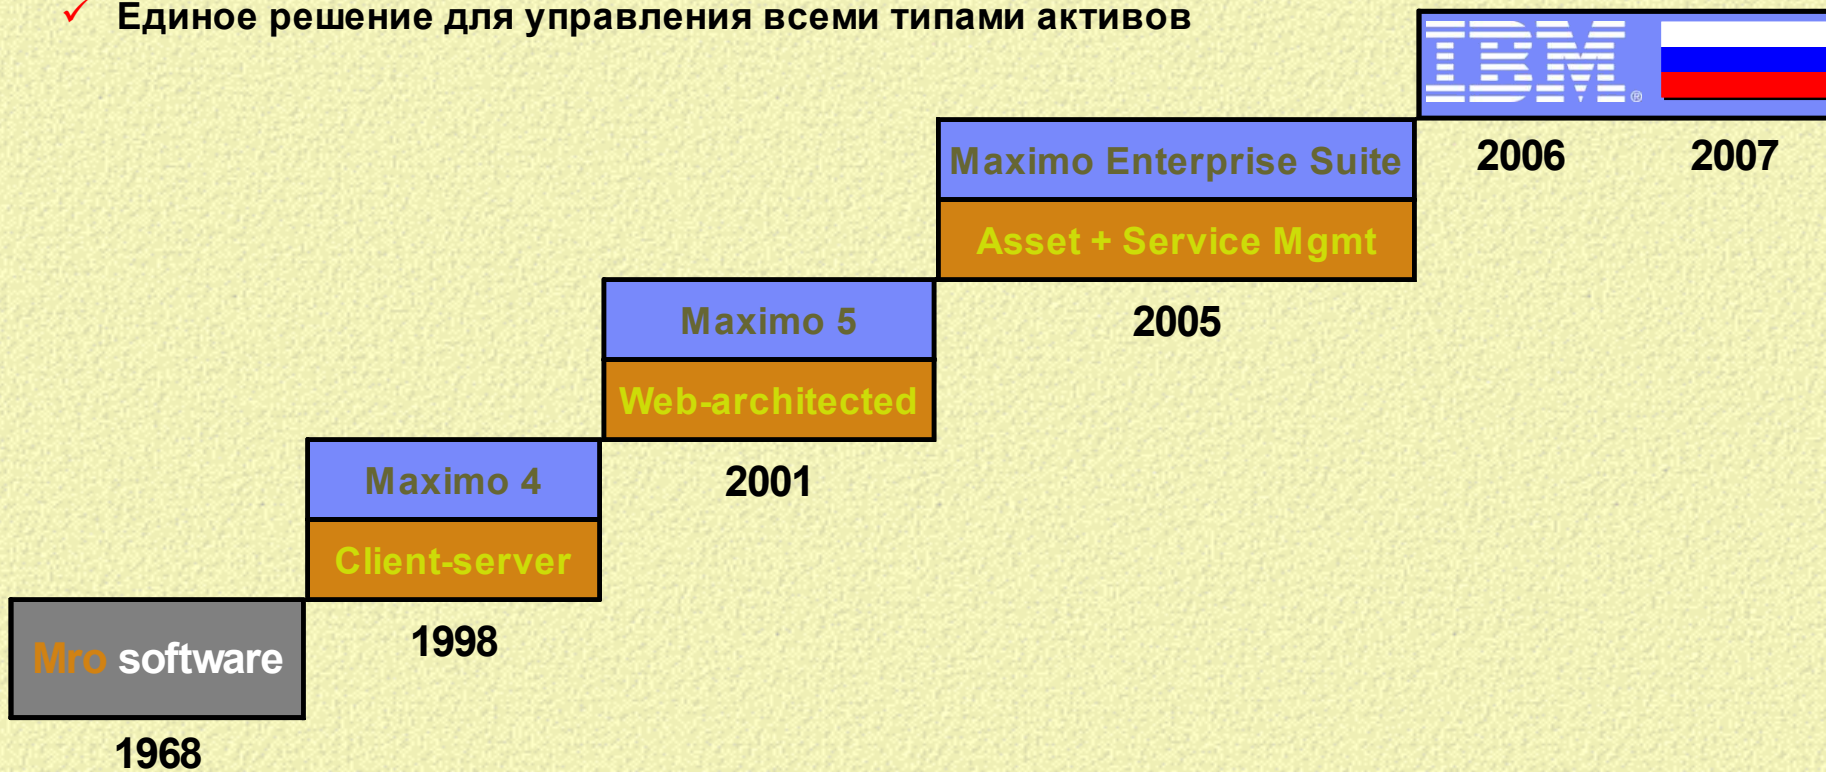 ✓ Единое решение для управления всеми типами активов
IBM®
2006 2007
Maximo Enterprise Suite
Asset + Service Mgmt
2005
Maximo 5
Web-architected
2001
Maximo 4
Client-server
1998
Mro software
1968